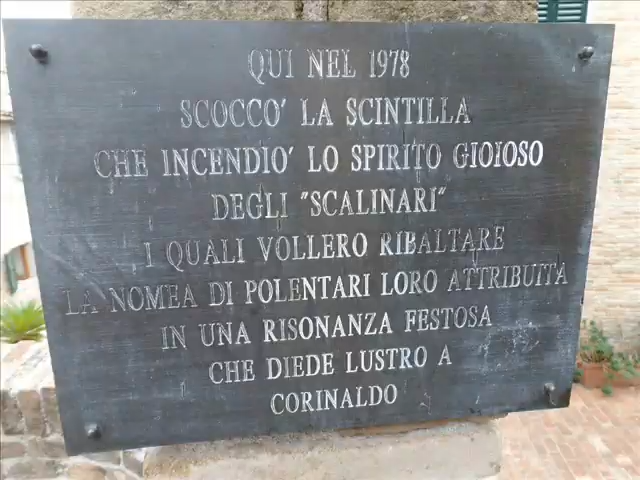 QUI NEL 1978
SCOCCO' LA SCINTILLA
CHE INCENDIO' LO SPIRITO GIOIOSO
DEGLI "SCALINARI"
I QUALI VOLLERO RIBALTARE
LA NOMEA DI POLENTARI LORO ATTRIBUITA
IN UNA RISONANZA FESTOSA
CHE DIEDE LUSTRO A
CORINALDO